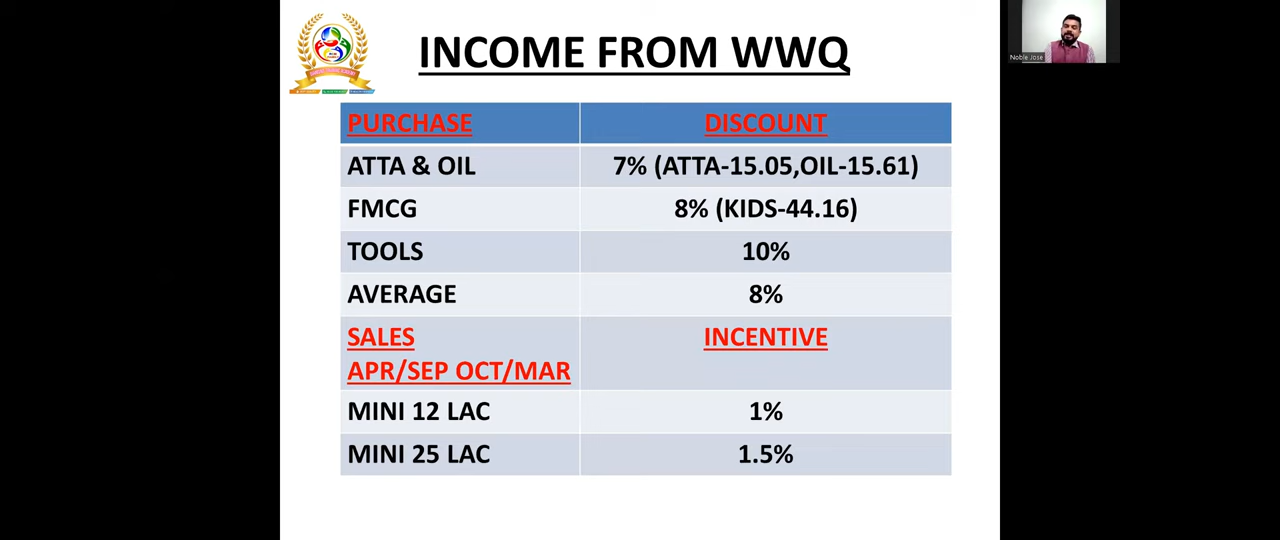 INCOME FROM WWQ
Noble Jose
PURCHASE DISCOUNT
ATTA & OIL 7% (ATTA-15.05,OIL-15.61)
FMCG 8% (KIDS-44.16)
TOOLS 10%
AVERAGE 8%
SALES INCENTIVE
APR/SEP OCT/MAR
MINI 12 LAC 1%
MINI 25 LAC 1.5%